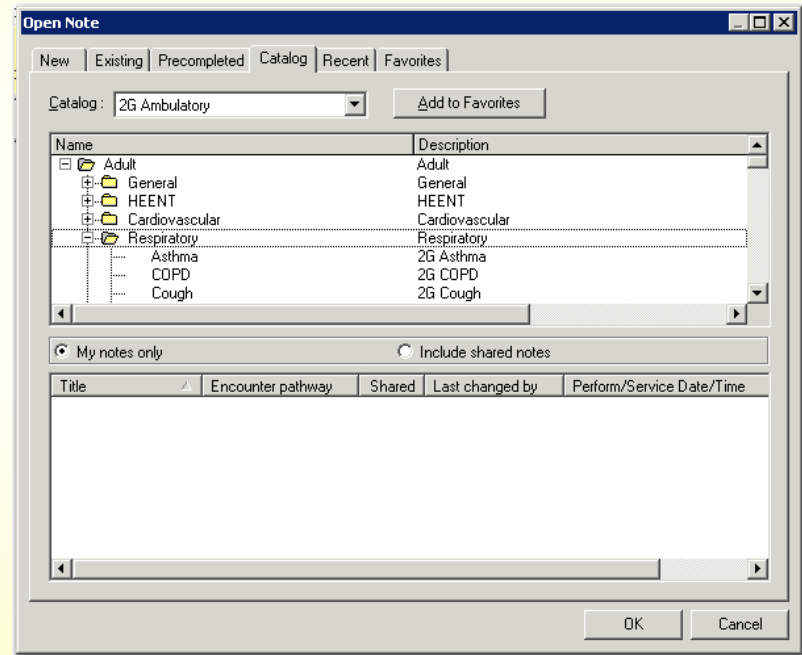 Open Note
New Existing Precompleted Catalog Recent Favorites
Catalog : 2G Ambulatory Add to Favorites
Name Description
Adult Adult
General General
HEENT HEENT
Cardiovascular Cardiovascular
Respiratory Respiratory
Asthma 2G Asthma
COPD 2G COPD
Cough 2G Cough
My notes only Include shared notes
Title Encounter pathway Shared Last changed by Perform/Service Date/Time
OK Cancel